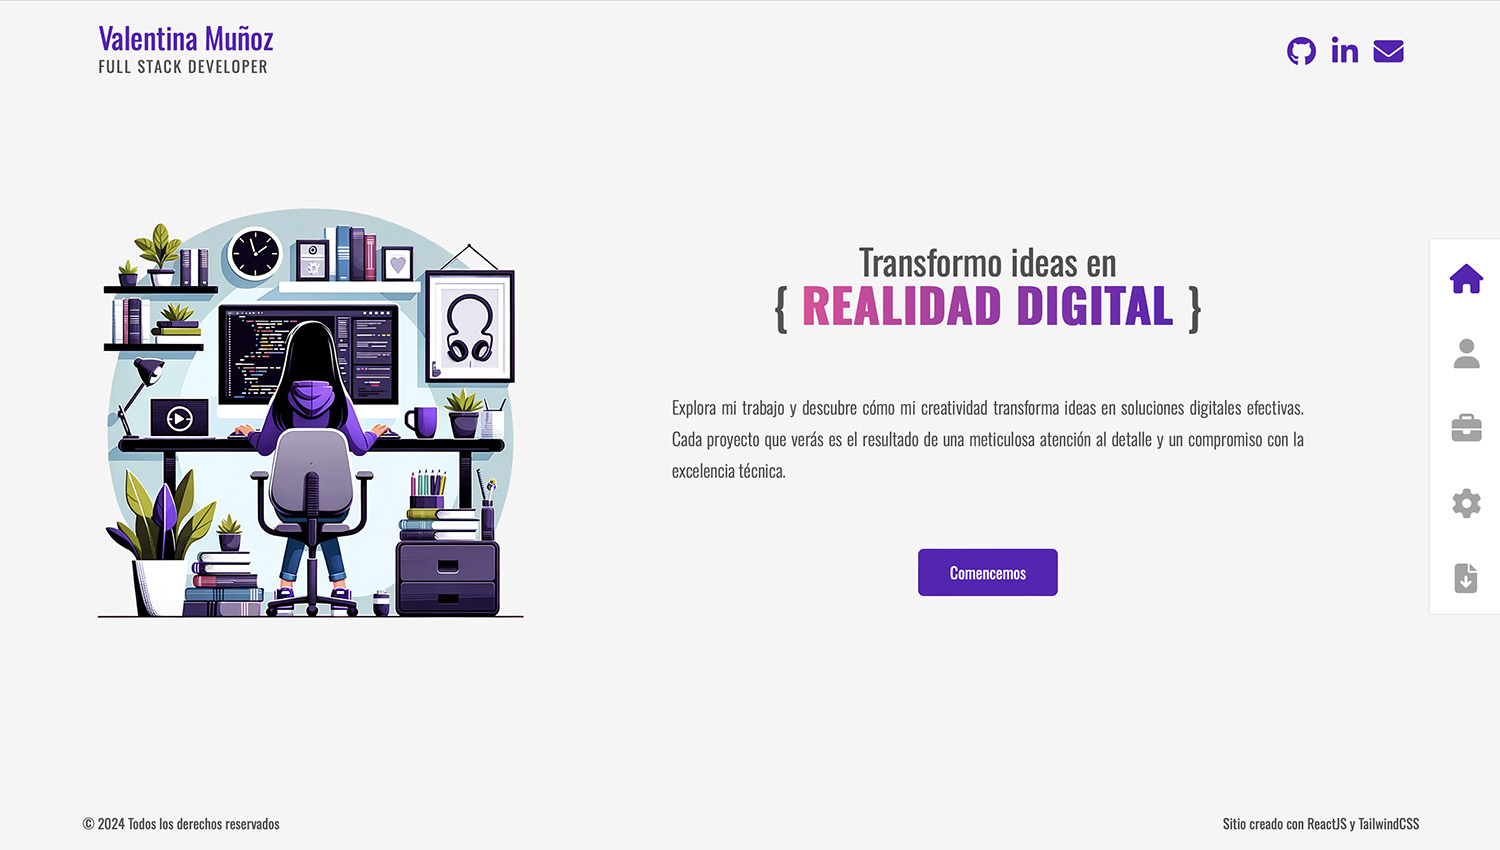 Valentina Muñoz
FULL STACK DEVELOPER
Transformo ideas en
{ REALIDAD DIGITAL }
Explora mi trabajo y descubre cómo mi creatividad transforma ideas en soluciones digitales efectivas.
Cada proyecto que verás es el resultado de una meticulosa atención al detalle y un compromiso con la
excelencia técnica.
Comencemos
© 2024 Todos los derechos reservados
Sitio creado con ReactJS y TailwindCSS